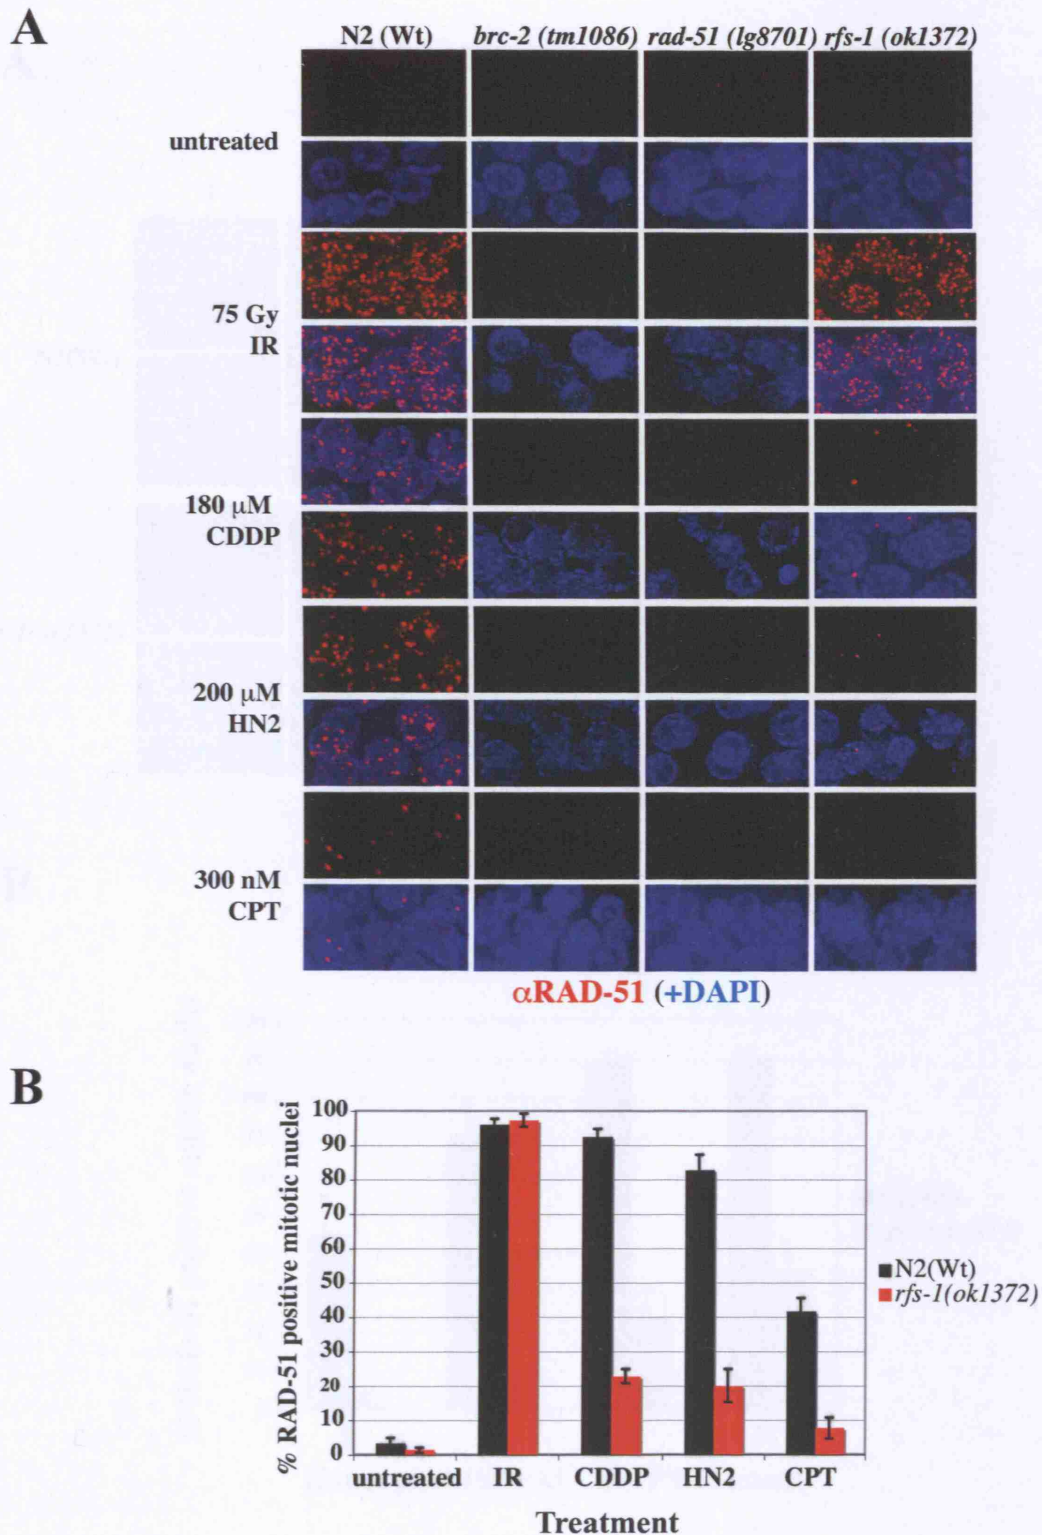 A
N2 (Wt) brc-2 (tm1086) rad-51 (lg8701) rfs-1 (ok1372)
untreated
75 Gy
IR
180 µM
CDDP
200 µM
HN2
300 nM
CPT
αRAD-51 (+DAPI)
B
% RAD-51 positive mitotic nuclei
100
90
80
70
60
50
40
30
20
10
0
untreated IR CDDP HN2 CPT
Treatment
N2(Wt)
rfs-1(ok1372)